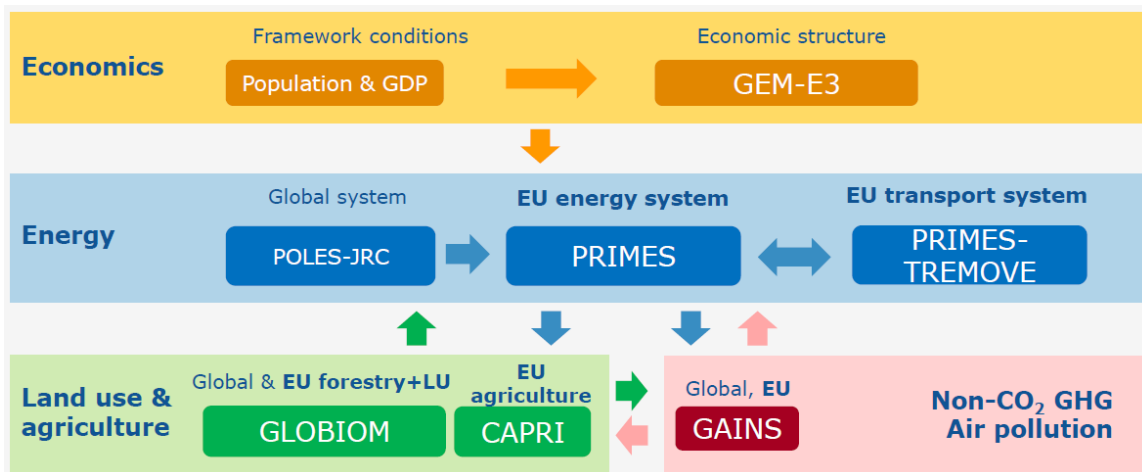 Economics
Framework conditions
Population & GDP
Economic structure
GEM-E3
Energy
Global system
POLES-JRC
EU energy system
PRIMES
EU transport system
PRIMES-
TREMOVE
Land use &
agriculture
Global & EU forestry+LU
GLOBIOM
EU
agriculture
CAPRI
Global, EU
GAINS
Non-CO₂ GHG
Air pollution